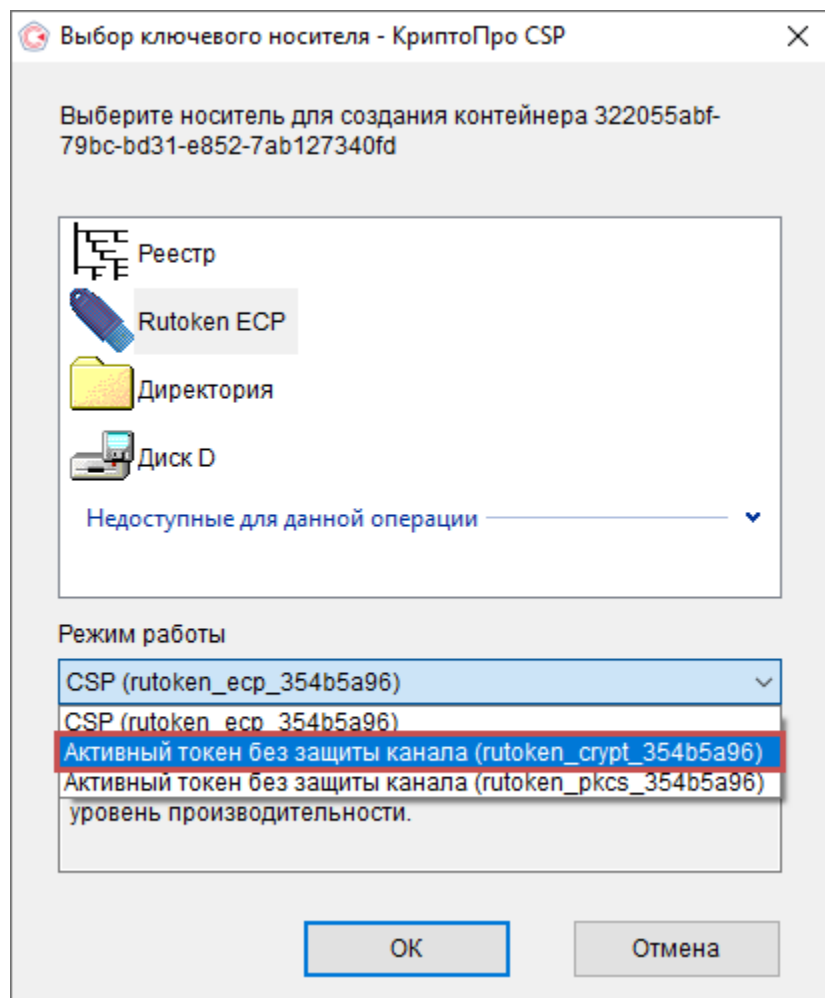 Выбор ключевого носителя - КриптоПро CSP
Выберите носитель для создания контейнера 322055abf-
79bc-bd31-e852-7ab127340fd
Реестр
Rutoken ECP
Директория
Диск D
Недоступные для данной операции
Режим работы
CSP (rutoken_ecp_354b5a96)
CSP (rutoken_ecp_354b5a96)
Активный токен без защиты канала (rutoken_crypt_354b5a96)
Активный токен без защиты канала (rutoken_pkcs_354b5a96)
уровень производительности.
ОК
Отмена